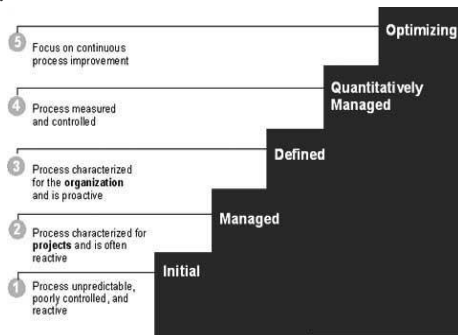 Optimizing
5
Focus on continuous
process improvement
Quantitatively
Managed
4
Process measured
and controlled
Defined
3
Process characterized
for the organization
and is proactive
Managed
2
Process characterized for
projects and is often
reactive
Initial
1
Process unpredictable,
poorly controlled, and
reactive